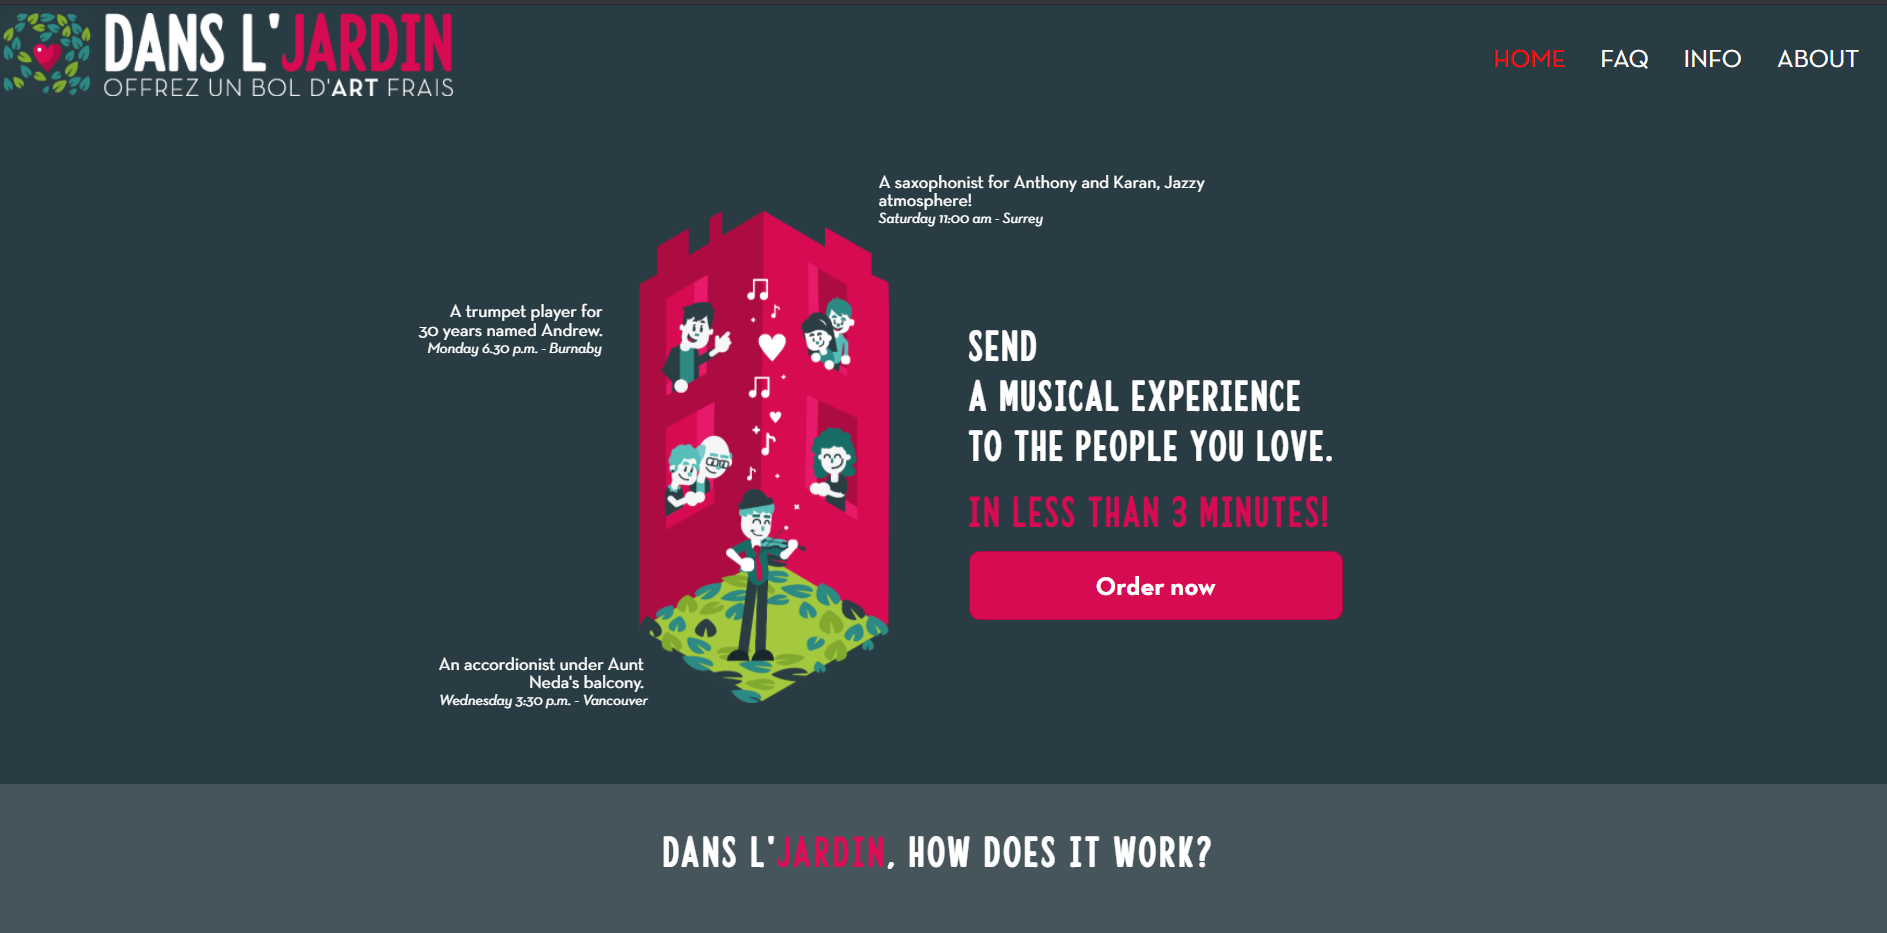 DANS L'JARDIN
OFFREZ UN BOL D'ART FRAIS
HOME
FAQ
INFO
ABOUT
A saxophonist for Anthony and Karan, Jazzy
atmosphere!
Saturday 11:00 am - Surrey
A trumpet player for
30 years named Andrew.
Monday 6.30 p.m. - Burnaby
SEND
A MUSICAL EXPERIENCE
TO THE PEOPLE YOU LOVE.
IN LESS THAN 3 MINUTES!
Order now
An accordionist under Aunt
Neda's balcony.
Wednesday 3:30 p.m. - Vancouver
DANS L'JARDIN, HOW DOES IT WORK?